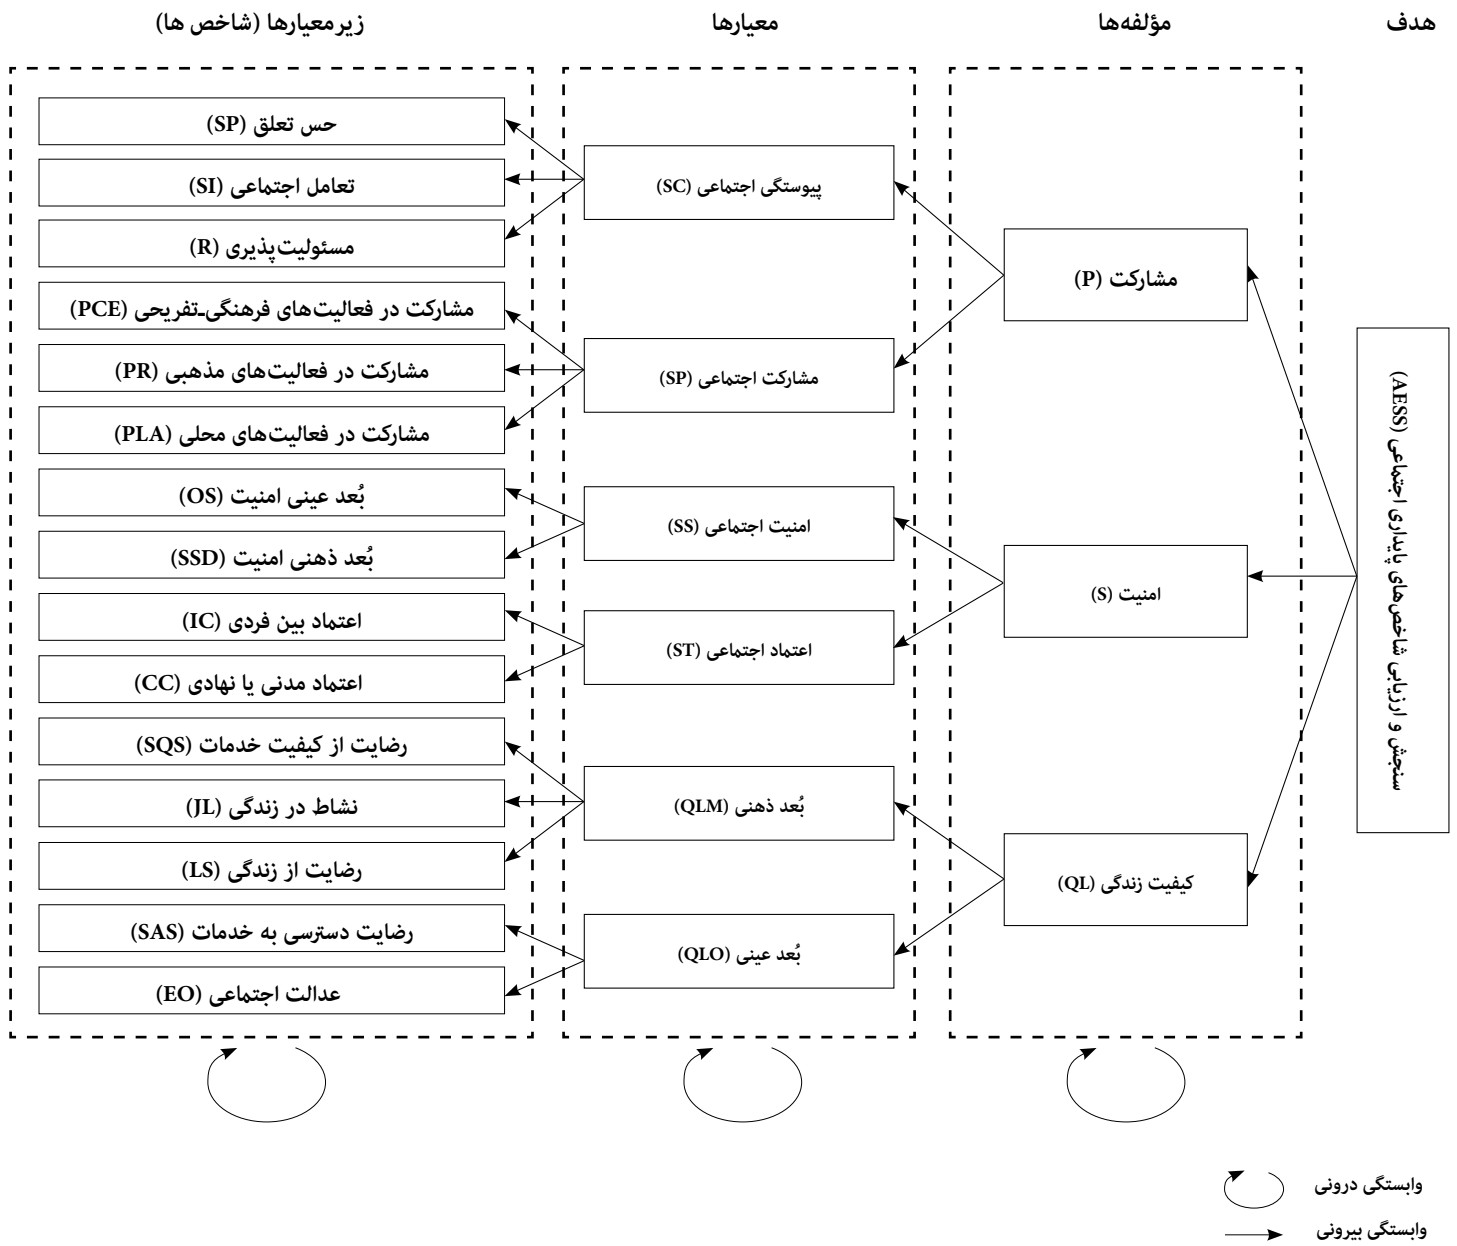 هدف
مؤلفه‌ها
معیارها
زیرمعیارها (شاخص ها)
سنجش و ارزیابی شاخص‌های پایداری اجتماعی (AESS)
مشارکت (P)
امنیت (S)
کیفیت زندگی (QL)
پیوستگی اجتماعی (SC)
مشارکت اجتماعی (SP)
امنیت اجتماعی (SS)
اعتماد اجتماعی (ST)
بُعد ذهنی (QLM)
بُعد عینی (QLO)
حس تعلق (SP)
تعامل اجتماعی (SI)
مسئولیت‌پذیری (R)
مشارکت در فعالیت‌های فرهنگی‌ـ‌تفریحی (PCE)
مشارکت در فعالیت‌های مذهبی (PR)
مشارکت در فعالیت‌های محلی (PLA)
بُعد عینی امنیت (OS)
بُعد ذهنی امنیت (SSD)
اعتماد بین فردی (IC)
اعتماد مدنی یا نهادی (CC)
رضایت از کیفیت خدمات (SQS)
نشاط در زندگی (JL)
رضایت از زندگی (LS)
رضایت دسترسی به خدمات (SAS)
عدالت اجتماعی (EO)
وابستگی درونی
وابستگی بیرونی